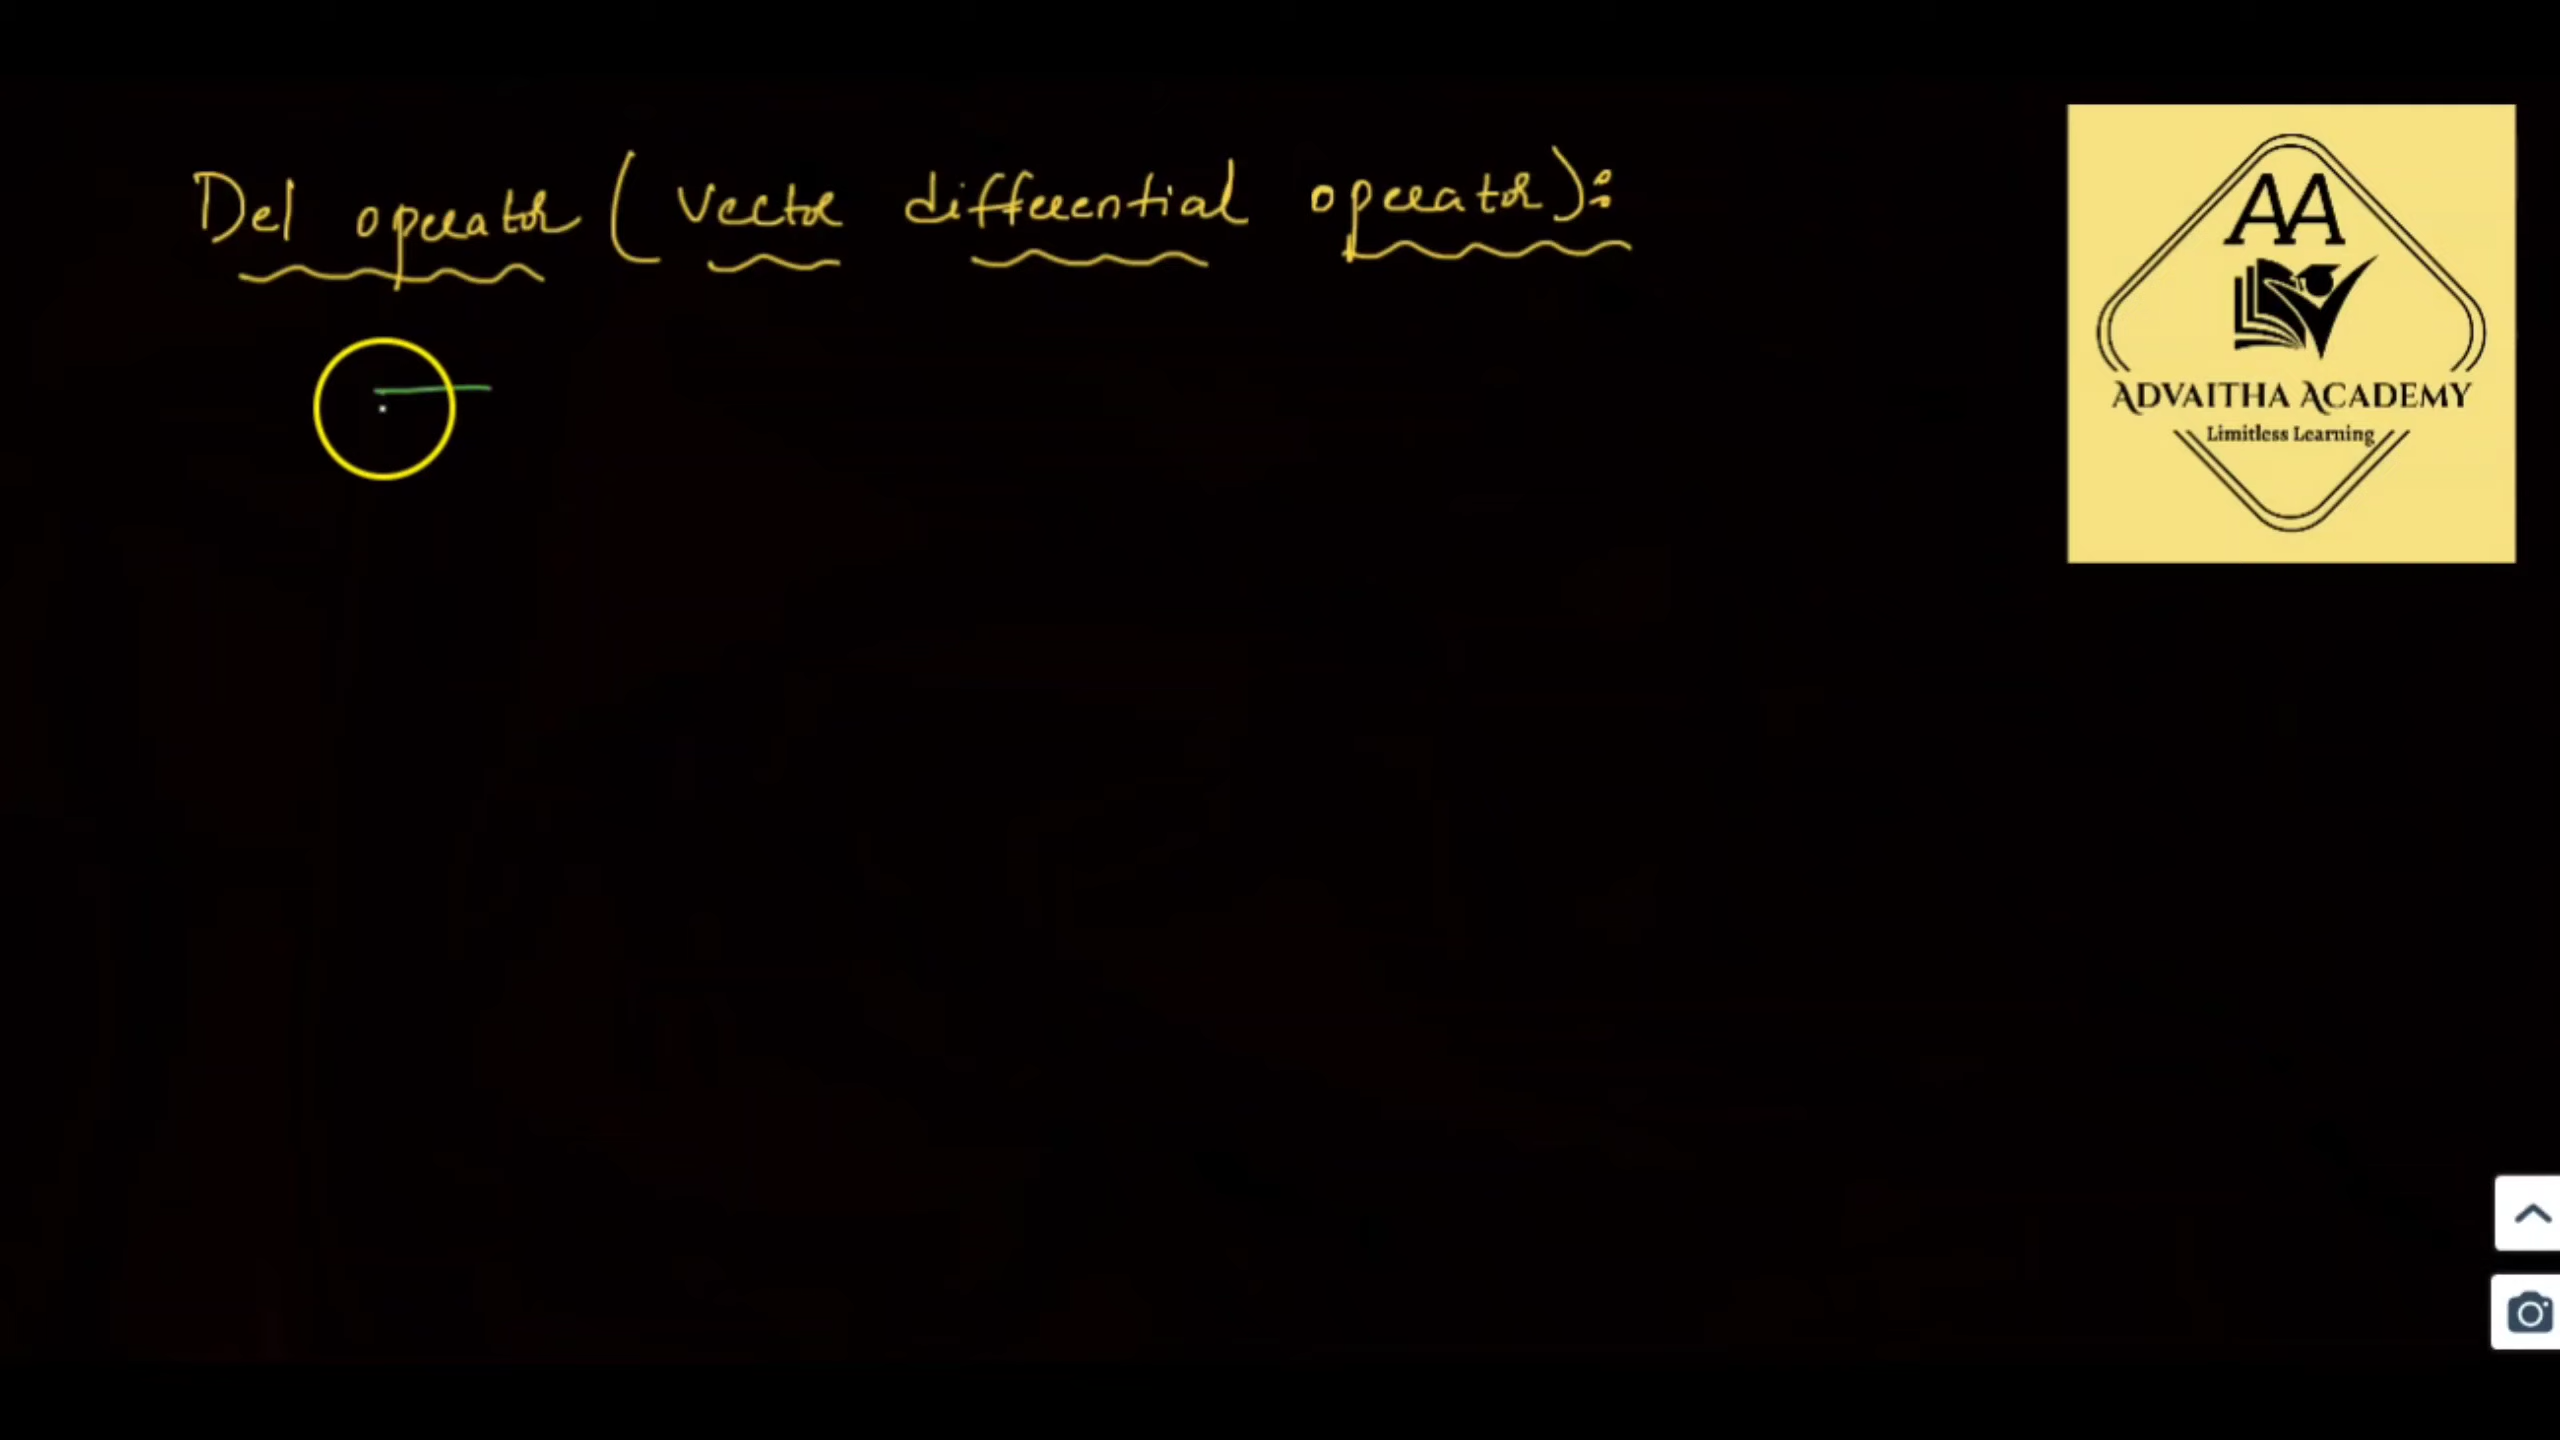 Del operator (Vector differential operator):
AA
ADVAITHA ACADEMY
Limitless Learning